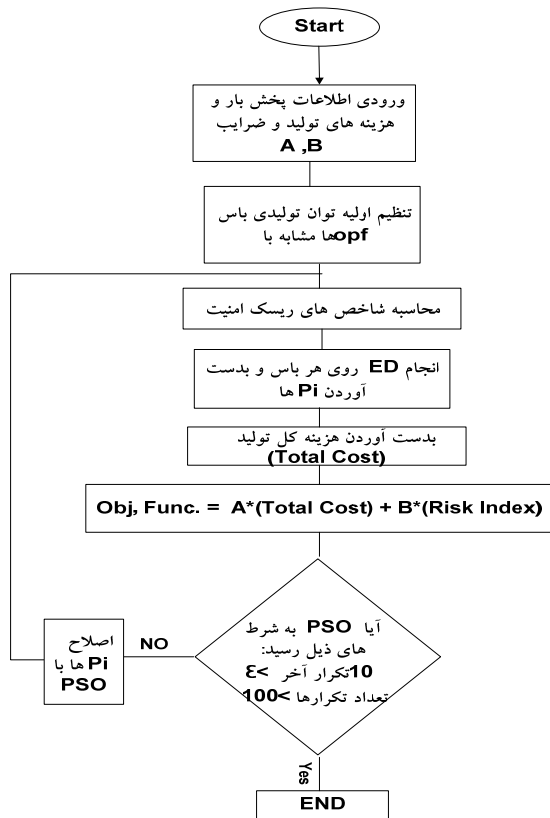 Start
ورودی اطلاعات پخش بار و
هزینه های تولید و ضرایب
A ,B
تنظیم اولیه توان تولیدی باس
ها مشابه با opf
محاسبه شاخص های ریسک امنیت
انجام ED روی هر باس و بدست
آوردن Pi ها
بدست آوردن هزینه کل تولید
(Total Cost)
Obj, Func. = A*(Total Cost) + B*(Risk Index)
آیا PSO به شرط
های ذیل رسید:
10تکرار آخر >ε
تعداد تکرارها >100؟
NO
اصلاح
Pi ها با
PSO
Yes
END